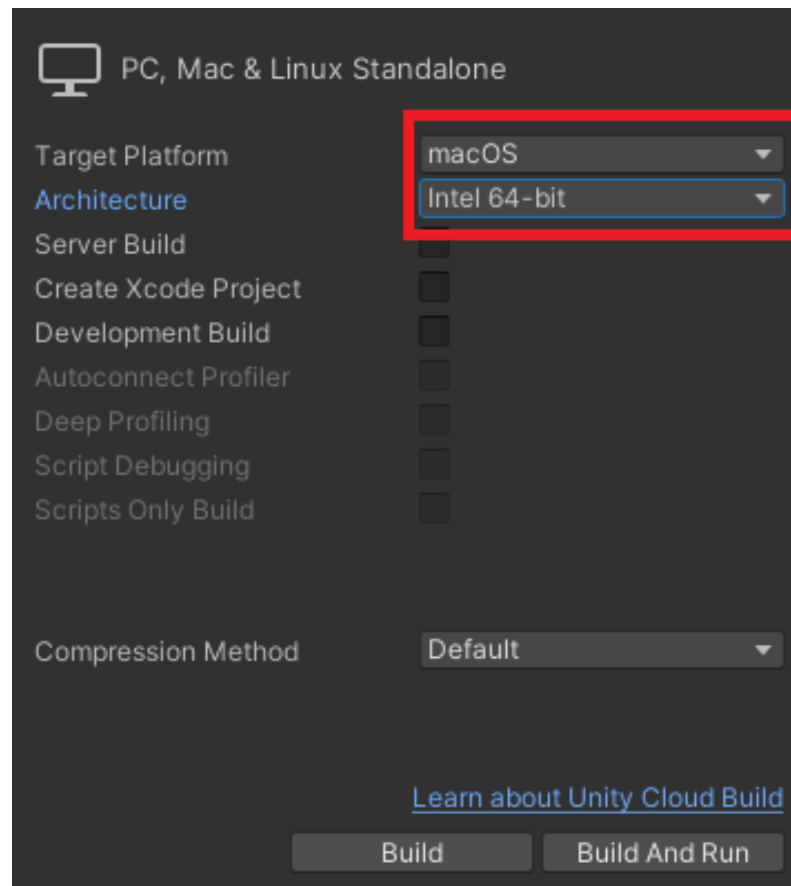 PC, Mac & Linux Standalone
Target Platform macOS
Architecture Intel 64-bit
Server Build
Create Xcode Project
Development Build
Autoconnect Profiler
Deep Profiling
Script Debugging
Scripts Only Build
Compression Method Default
Learn about Unity Cloud Build
Build Build And Run